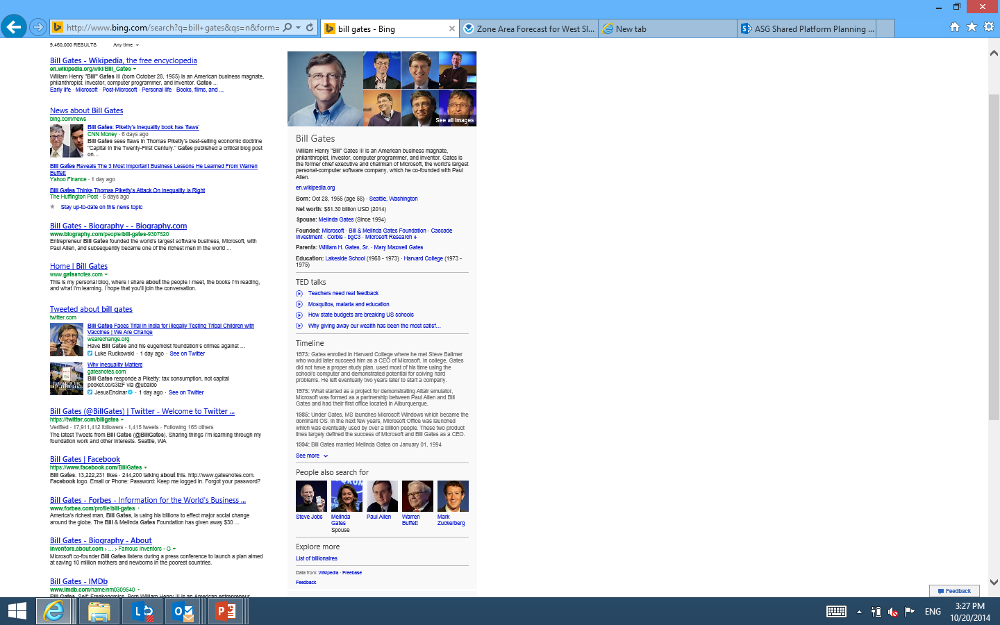 http://www.bing.com/search?q=bill+gates&qs=n&form=
bill gates - Bing
Zone Area Forecast for West Sl...
New tab
ASG Shared Platform Planning ...
9,460,000 RESULTS Any time
Bill Gates - Wikipedia, the free encyclopedia
en.wikipedia.org/wiki/Bill_Gates
William Henry "Bill" Gates III (born October 28, 1955) is an American business magnate,
philanthropist, investor, computer programmer, and inventor. Gates ...
Early life · Microsoft · Post-Microsoft · Personal life · Books, films, and ...
News about Bill Gates
bing.com/news
Bill Gates: Piketty's inequality book has 'flaws'
CNN Money · 6 days ago
Bill Gates sees flaws in Thomas Piketty's best-selling economic doctrine
"Capital in the Twenty-First Century." Gates published a critical blog post
on...
Bill Gates Reveals The 3 Most Important Business Lessons He Learned From Warren
Buffett
Yahoo Finance · 1 day ago
Bill Gates Thinks Thomas Piketty's Attack On Inequality Is Right
The Huffington Post · 5 days ago
Stay up-to-date on this news topic
Bill Gates - Biography - - Biography.com
www.biography.com/people/bill-gates-9307520
Entrepreneur Bill Gates founded the world's largest software business, Microsoft, with
Paul Allen, and subsequently became one of the richest men in the world ...
Home | Bill Gates
www.gatesnotes.com
This is my personal blog, where I share about the people I meet, the books I'm reading,
and what I'm learning. I hope that you'll join the conversation.
Tweeted about bill gates
twitter.com
Bill Gates Faces Trial in India for Illegally Testing Tribal Children with
Vaccines | We Are Change
wearechange.org
Have Bill Gates and his eugenicist foundation's crimes against ...
Luke Rudkowski · 1 day ago · See on Twitter
Why Inequality Matters
gatesnotes.com
Bill Gates responde a Piketty: tax consumption, not capital
pocket.co/s3izF via @ubaldo
JesusEncinar · 1 day ago · See on Twitter
Bill Gates (@BillGates) | Twitter - Welcome to Twitter ...
https://twitter.com/billgates
Verified · 17,911,412 followers · 1,415 tweets · Following 165 others
The latest Tweets from Bill Gates (@BillGates). Sharing things I'm learning through my
foundation work and other interests. Seattle, WA
Bill Gates | Facebook
https://www.facebook.com/BillGates
Bill Gates. 13,222,231 likes · 244,200 talking about this. http://www.gatesnotes.com.
Facebook logo. Email or Phone: Password: Keep me logged in. Forgot your password?
Bill Gates - Forbes - Information for the World's Business ...
www.forbes.com/profile/bill-gates
America's richest man, Bill Gates, is using his billions to effect major social change
around the globe. The Bill & Melinda Gates Foundation has given away $30 ...
Bill Gates - Biography - About
inventors.about.com › ... › Famous Inventors - G
Microsoft co-founder Bill Gates listens during a press conference to launch a plan aimed
at saving 10 million mothers and newborns in the poorest countries.
Bill Gates - IMDb
www.imdb.com/name/nm0309540
Bill Gates, Self: Freakonomics. Born William Henry III is an American entrepreneur
See all images
Bill Gates
William Henry "Bill" Gates III is an American business magnate,
philanthropist, investor, computer programmer, and inventor. Gates is
the former chief executive and chairman of Microsoft, the world's largest
personal-computer software company, which he co-founded with Paul
Allen.
en.wikipedia.org
Born: Oct 28, 1955 (age 58) · Seattle, Washington
Net worth: $81.30 billion USD (2014)
Spouse: Melinda Gates (Since 1994)
Founded: Microsoft · Bill & Melinda Gates Foundation · Cascade
Investment · Corbis · bgC3 · Microsoft Research +
Parents: William H. Gates, Sr. · Mary Maxwell Gates
Education: Lakeside School (1968 - 1973) · Harvard College (1973 -
1975)
TED talks
Teachers need real feedback
Mosquitos, malaria and education
How state budgets are breaking US schools
Why giving away our wealth has been the most satisf...
Timeline
1973: Gates enrolled in Harvard College where he met Steve Ballmer
who would later succeed him as a CEO of Microsoft. In college, Gates
did not have a proper study plan, used most of his time using the
school's computer and demonstrated potential for solving hard
problems. He left eventually two years later to start a company.
1975: What started as a project for demonstrating Altair emulator,
Microsoft was formed as a partnership between Paul Allen and Bill
Gates and had their first office located in Alburquerque.
1985: Under Gates, MS launches Microsoft Windows which became the
dominant OS. In the next few years, Microsoft Office was launched
which was eventually used by over a billion people. These two product
lines largely defined the success of Microsoft and Bill Gates as a CEO.
1994: Bill Gates married Melinda Gates on January 01, 1994
See more
People also search for
Steve Jobs
Melinda
Gates
Spouse
Paul Allen
Warren
Buffett
Mark
Zuckerberg
Explore more
List of billionaires
Data from: Wikipedia · Freebase
Feedback
Feedback
ENG
3:27 PM
10/20/2014